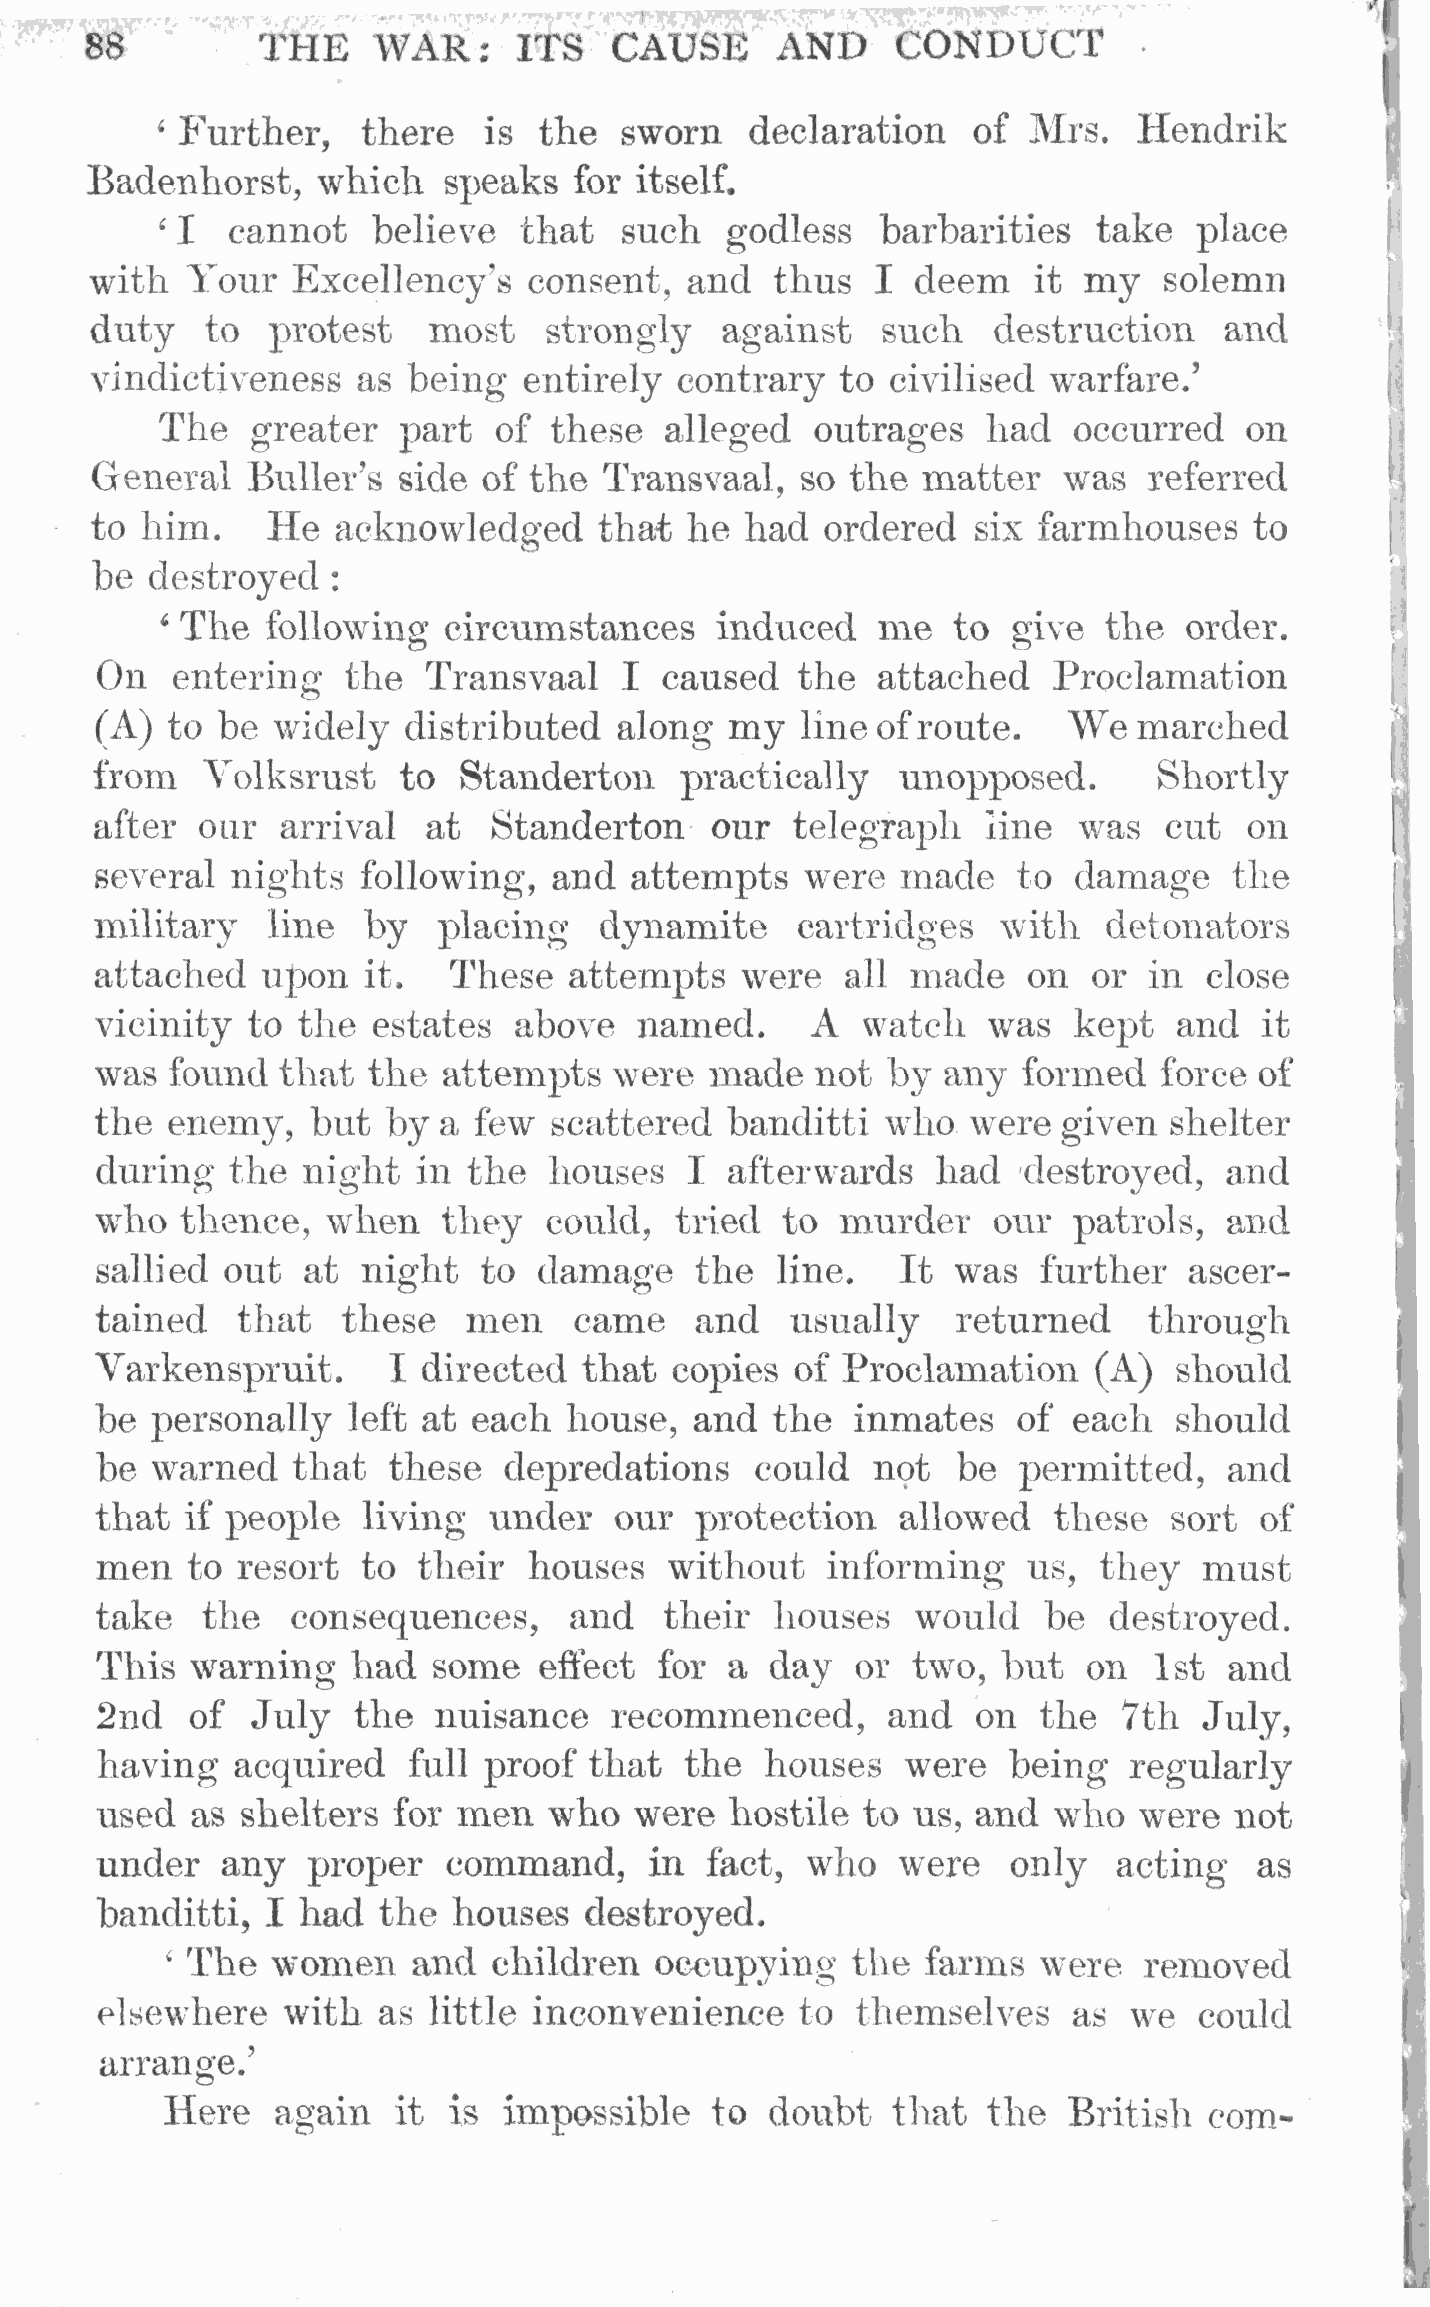 88 THE WAR: ITS CAUSE AND CONDUCT
‘ Further, there is the sworn declaration of Mrs. Hendrik
Badenhorst, which speaks for itself.
‘ I cannot believe that such godless barbarities take place
with Your Excellency’s consent, and thus I deem it my solemn
duty to protest most strongly against such destruction and
vindictiveness as being entirely contrary to civilised warfare.’
The greater part of these alleged outrages had occurred on
General Buller’s side of the Transvaal, so the matter was referred
to him. He acknowledged that he had ordered six farmhouses to
be destroyed :
‘ The following circumstances induced me to give the order.
On entering the Transvaal I caused the attached Proclamation
(A) to be widely distributed along my line of route. We marched
from Volksrust to Standerton practically unopposed. Shortly
after our arrival at Standerton our telegraph line was cut on
several nights following, and attempts were made to damage the
military line by placing dynamite cartridges with detonators
attached upon it. These attempts were all made on or in close
vicinity to the estates above named. A watch was kept and it
was found that the attempts were made not by any formed force of
the enemy, but by a few scattered banditti who were given shelter
during the night in the houses I afterwards had destroyed, and
who thence, when they could, tried to murder our patrols, and
sallied out at night to damage the line. It was further ascer-
tained that these men came and usually returned through
Varkenspruit. I directed that copies of Proclamation (A) should
be personally left at each house, and the inmates of each should
be warned that these depredations could not be permitted, and
that if people living under our protection allowed these sort of
men to resort to their houses without informing us, they must
take the consequences, and their houses would be destroyed.
This warning had some effect for a day or two, but on 1st and
2nd of July the nuisance recommenced, and on the 7th July,
having acquired full proof that the houses were being regularly
used as shelters for men who were hostile to us, and who were not
under any proper command, in fact, who were only acting as
banditti, I had the houses destroyed.
‘ The women and children occupying the farms were removed
elsewhere with as little inconvenience to themselves as we could
arrange.’
Here again it is impossible to doubt that the British com-